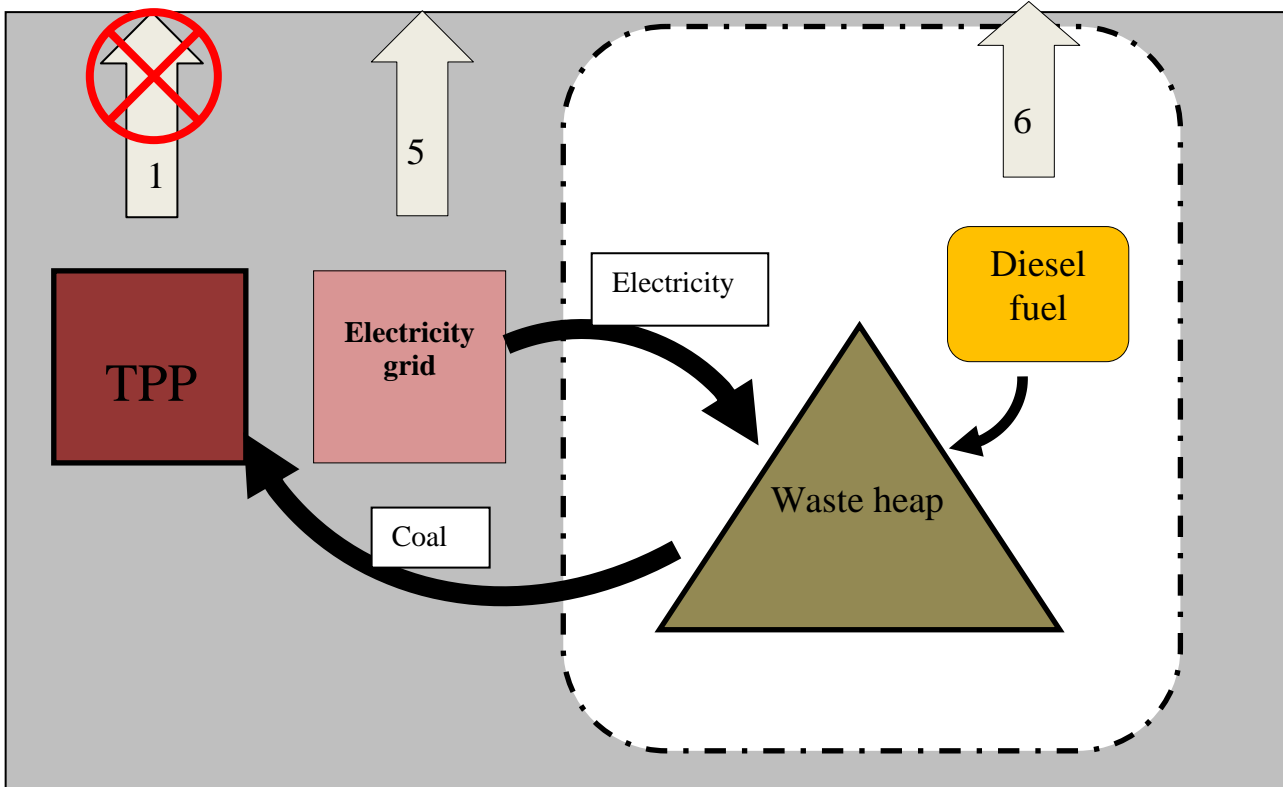 1
5
6
TPP
Electricity
grid
Electricity
Diesel
fuel
Coal
Waste heap